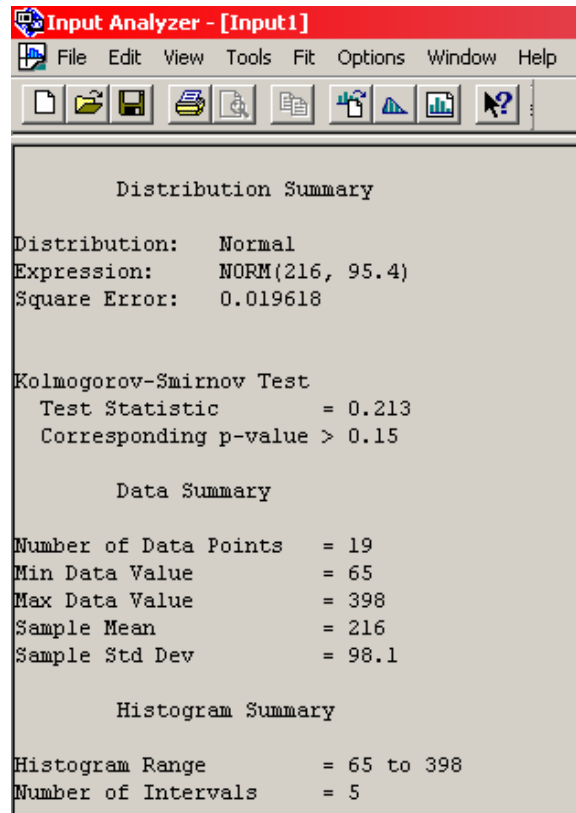 Input Analyzer - [Input1]
File Edit View Tools Fit Options Window Help
Distribution Summary
Distribution: Normal
Expression: NORM(216, 95.4)
Square Error: 0.019618
Kolmogorov-Smirnov Test
Test Statistic = 0.213
Corresponding p-value > 0.15
Data Summary
Number of Data Points = 19
Min Data Value = 65
Max Data Value = 398
Sample Mean = 216
Sample Std Dev = 98.1
Histogram Summary
Histogram Range = 65 to 398
Number of Intervals = 5